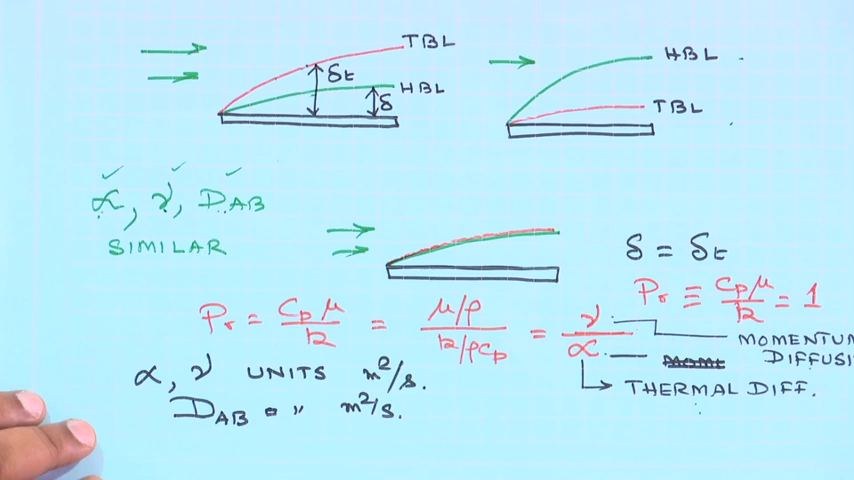 TBL
δt
HBL
δ
HBL
TBL
α, ν, DAB
SIMILAR
δ = δt
Pr ≡ Cpμ/k = 1
Pr = Cpμ/k = μ/ρ / k/ρCp = ν/α
MOMENTUM
DIFFUSI
THERMAL DIFF.
α, ν UNITS m²/s.
DAB = " m²/s.